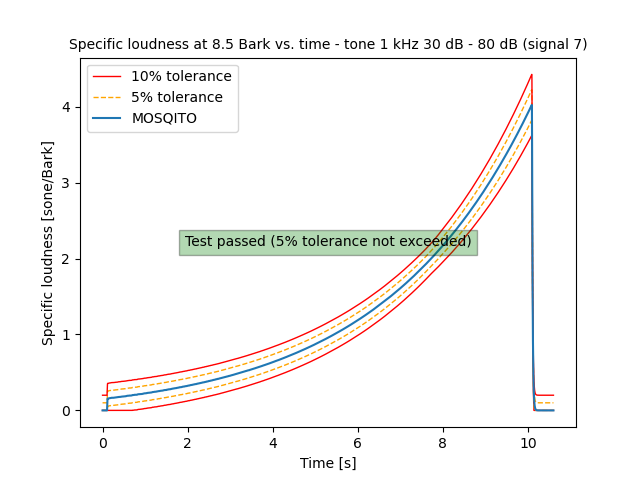 Specific loudness at 8.5 Bark vs. time - tone 1 kHz 30 dB - 80 dB (signal 7)
10% tolerance
5% tolerance
MOSQITO
Test passed (5% tolerance not exceeded)
Specific loudness [sone/Bark]
4
3
2
1
0
0 2 4 6 8 10
Time [s]